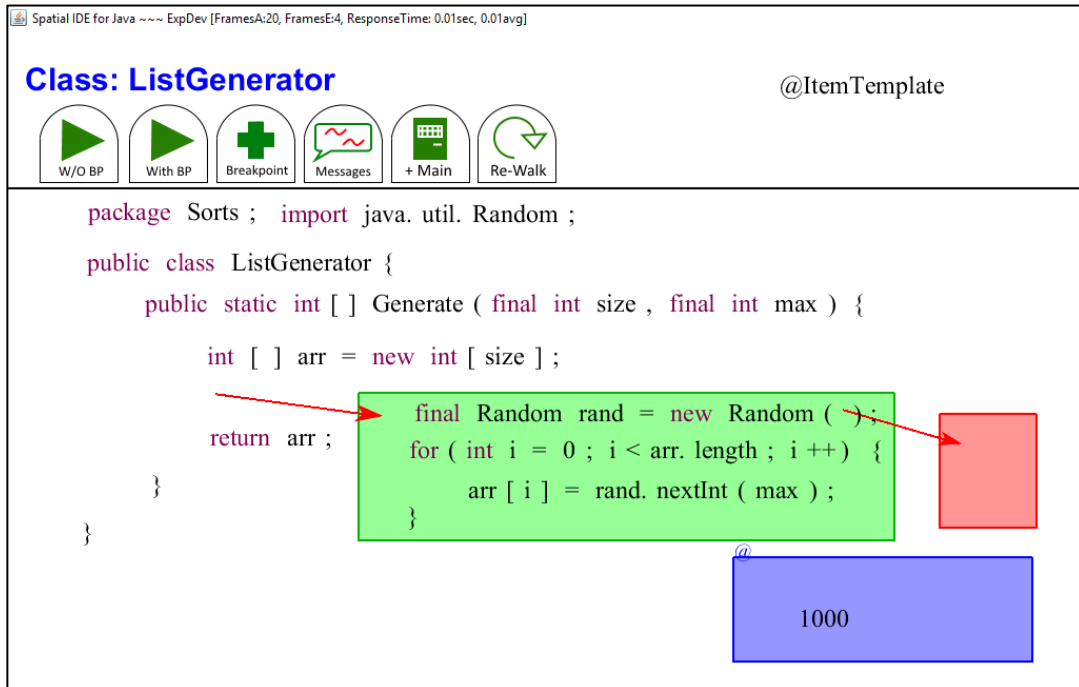 Spatial IDE for Java ~~~ ExpDev [FramesA:20, FramesE:4, ResponseTime: 0.01sec, 0.01avg]
Class: ListGenerator
@ItemTemplate
W/O BP With BP Breakpoint Messages + Main Re-Walk
package Sorts ; import java. util. Random ;
public class ListGenerator {
public static int [ ] Generate ( final int size , final int max ) {
int [ ] arr = new int [ size ] ;
final Random rand = new Random ( ) ;
return arr ;
for ( int i = 0 ; i < arr. length ; i ++ ) {
arr [ i ] = rand. nextInt ( max ) ;
}
}
}
@
1000